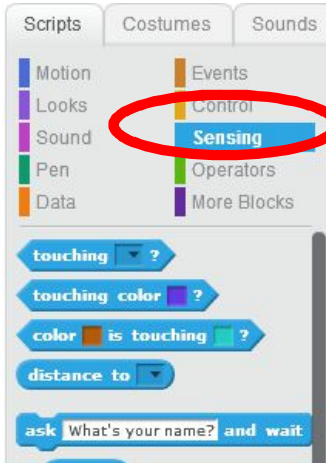 Scripts Costumes Sounds
Motion Events
Looks Control
Sound Sensing
Pen Operators
Data More Blocks
touching ?
touching color ?
color is touching ?
distance to
ask What's your name? and wait